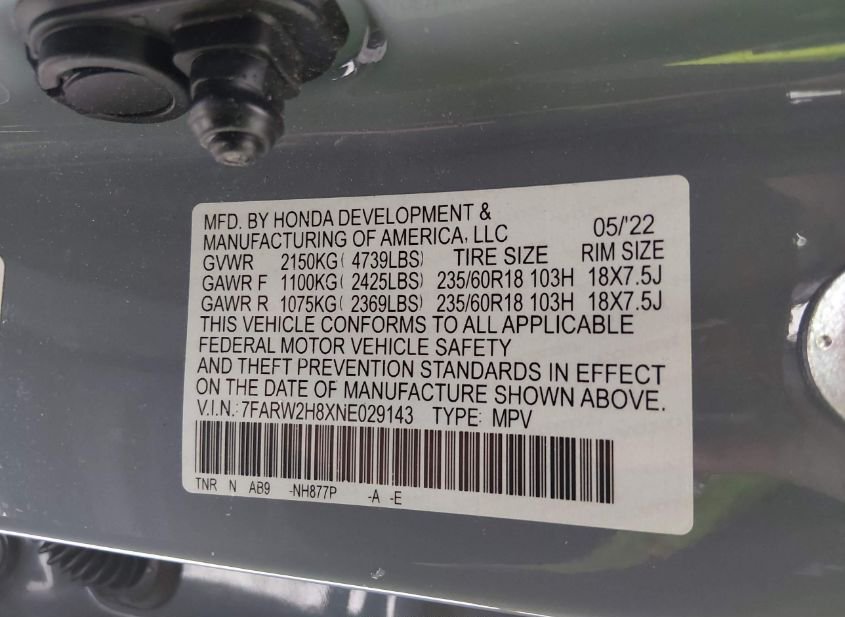 MFD. BY HONDA DEVELOPMENT &
MANUFACTURING OF AMERICA, LLC 05/'22
GVWR 2150KG( 4739LBS) TIRE SIZE RIM SIZE
GAWR F 1100KG( 2425LBS) 235/60R18 103H 18X7.5J
GAWR R 1075KG( 2369LBS) 235/60R18 103H 18X7.5J
THIS VEHICLE CONFORMS TO ALL APPLICABLE
FEDERAL MOTOR VEHICLE SAFETY
AND THEFT PREVENTION STANDARDS IN EFFECT
ON THE DATE OF MANUFACTURE SHOWN ABOVE.
V.I.N.: 7FARW2H8XNE029143 TYPE: MPV
TNR N AB9 -NH877P -A -E